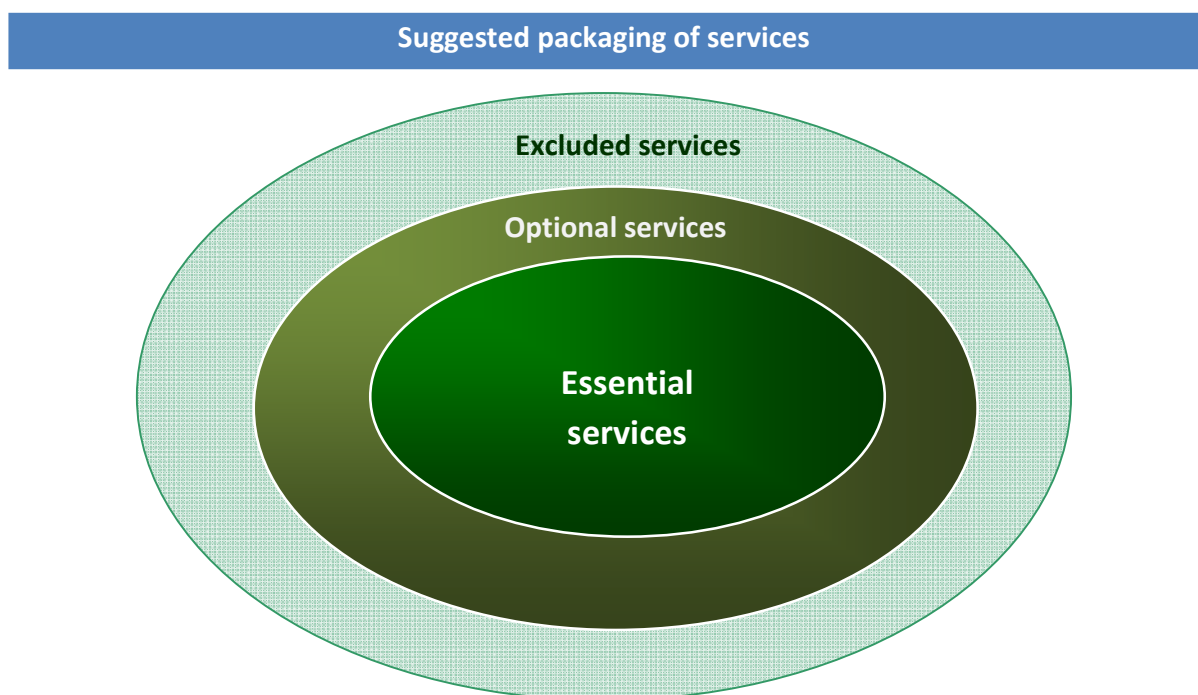 Suggested packaging of services
Excluded services
Optional services
Essential
services